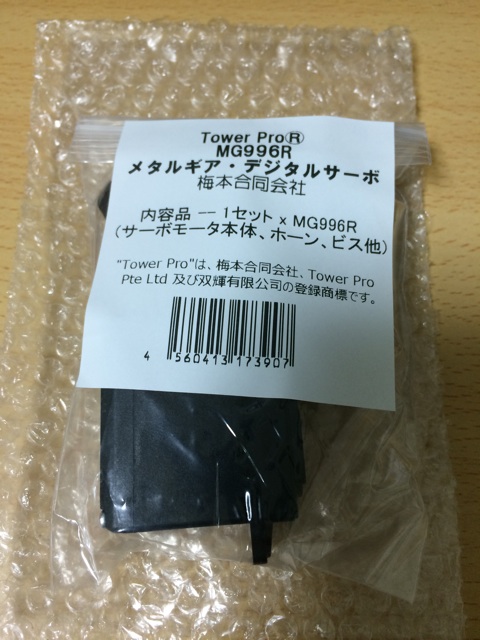 Tower Pro®
MG996R
メタルギア・デジタルサーボ
梅本合同会社
内容品 -- 1セット x MG996R
(サーボモータ本体、ホーン、ビス他)
"Tower Pro"は、梅本合同会社、Tower Pro
Pte Ltd 及び双輝有限公司の登録商標です。
4 560413 173907